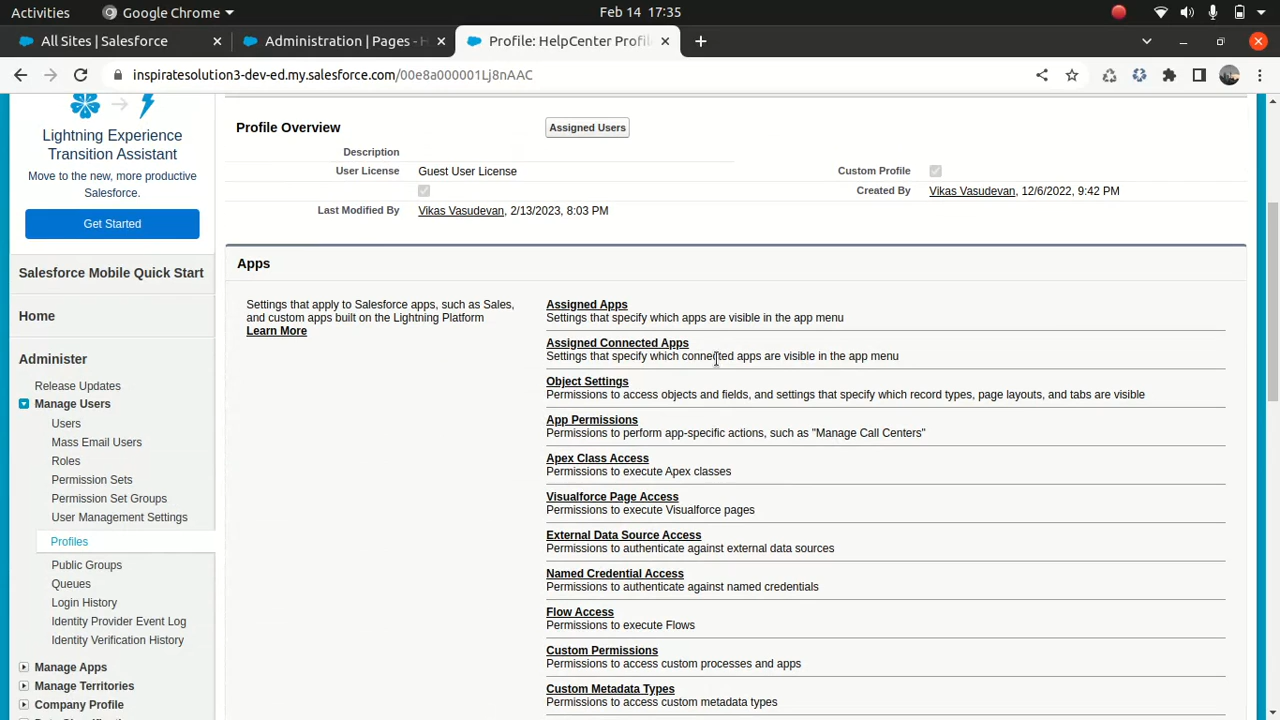 Activities
Google Chrome
Feb 14 17:35
All Sites | Salesforce
Administration | Pages - H
Profile: HelpCenter Profil
inspiratesolution3-dev-ed.my.salesforce.com/00e8a000001Lj8nAAC
Lightning Experience
Transition Assistant
Move to the new, more productive
Salesforce.
Get Started
Salesforce Mobile Quick Start
Home
Administer
Release Updates
Manage Users
Users
Mass Email Users
Roles
Permission Sets
Permission Set Groups
User Management Settings
Profiles
Public Groups
Queues
Login History
Identity Provider Event Log
Identity Verification History
Manage Apps
Manage Territories
Company Profile
Profile Overview
Assigned Users
Description
User License Guest User License
Custom Profile
Created By Vikas Vasudevan, 12/6/2022, 9:42 PM
Last Modified By Vikas Vasudevan, 2/13/2023, 8:03 PM
Apps
Settings that apply to Salesforce apps, such as Sales,
and custom apps built on the Lightning Platform
Learn More
Assigned Apps
Settings that specify which apps are visible in the app menu
Assigned Connected Apps
Settings that specify which connected apps are visible in the app menu
Object Settings
Permissions to access objects and fields, and settings that specify which record types, page layouts, and tabs are visible
App Permissions
Permissions to perform app-specific actions, such as "Manage Call Centers"
Apex Class Access
Permissions to execute Apex classes
Visualforce Page Access
Permissions to execute Visualforce pages
External Data Source Access
Permissions to authenticate against external data sources
Named Credential Access
Permissions to authenticate against named credentials
Flow Access
Permissions to execute Flows
Custom Permissions
Permissions to access custom processes and apps
Custom Metadata Types
Permissions to access custom metadata types